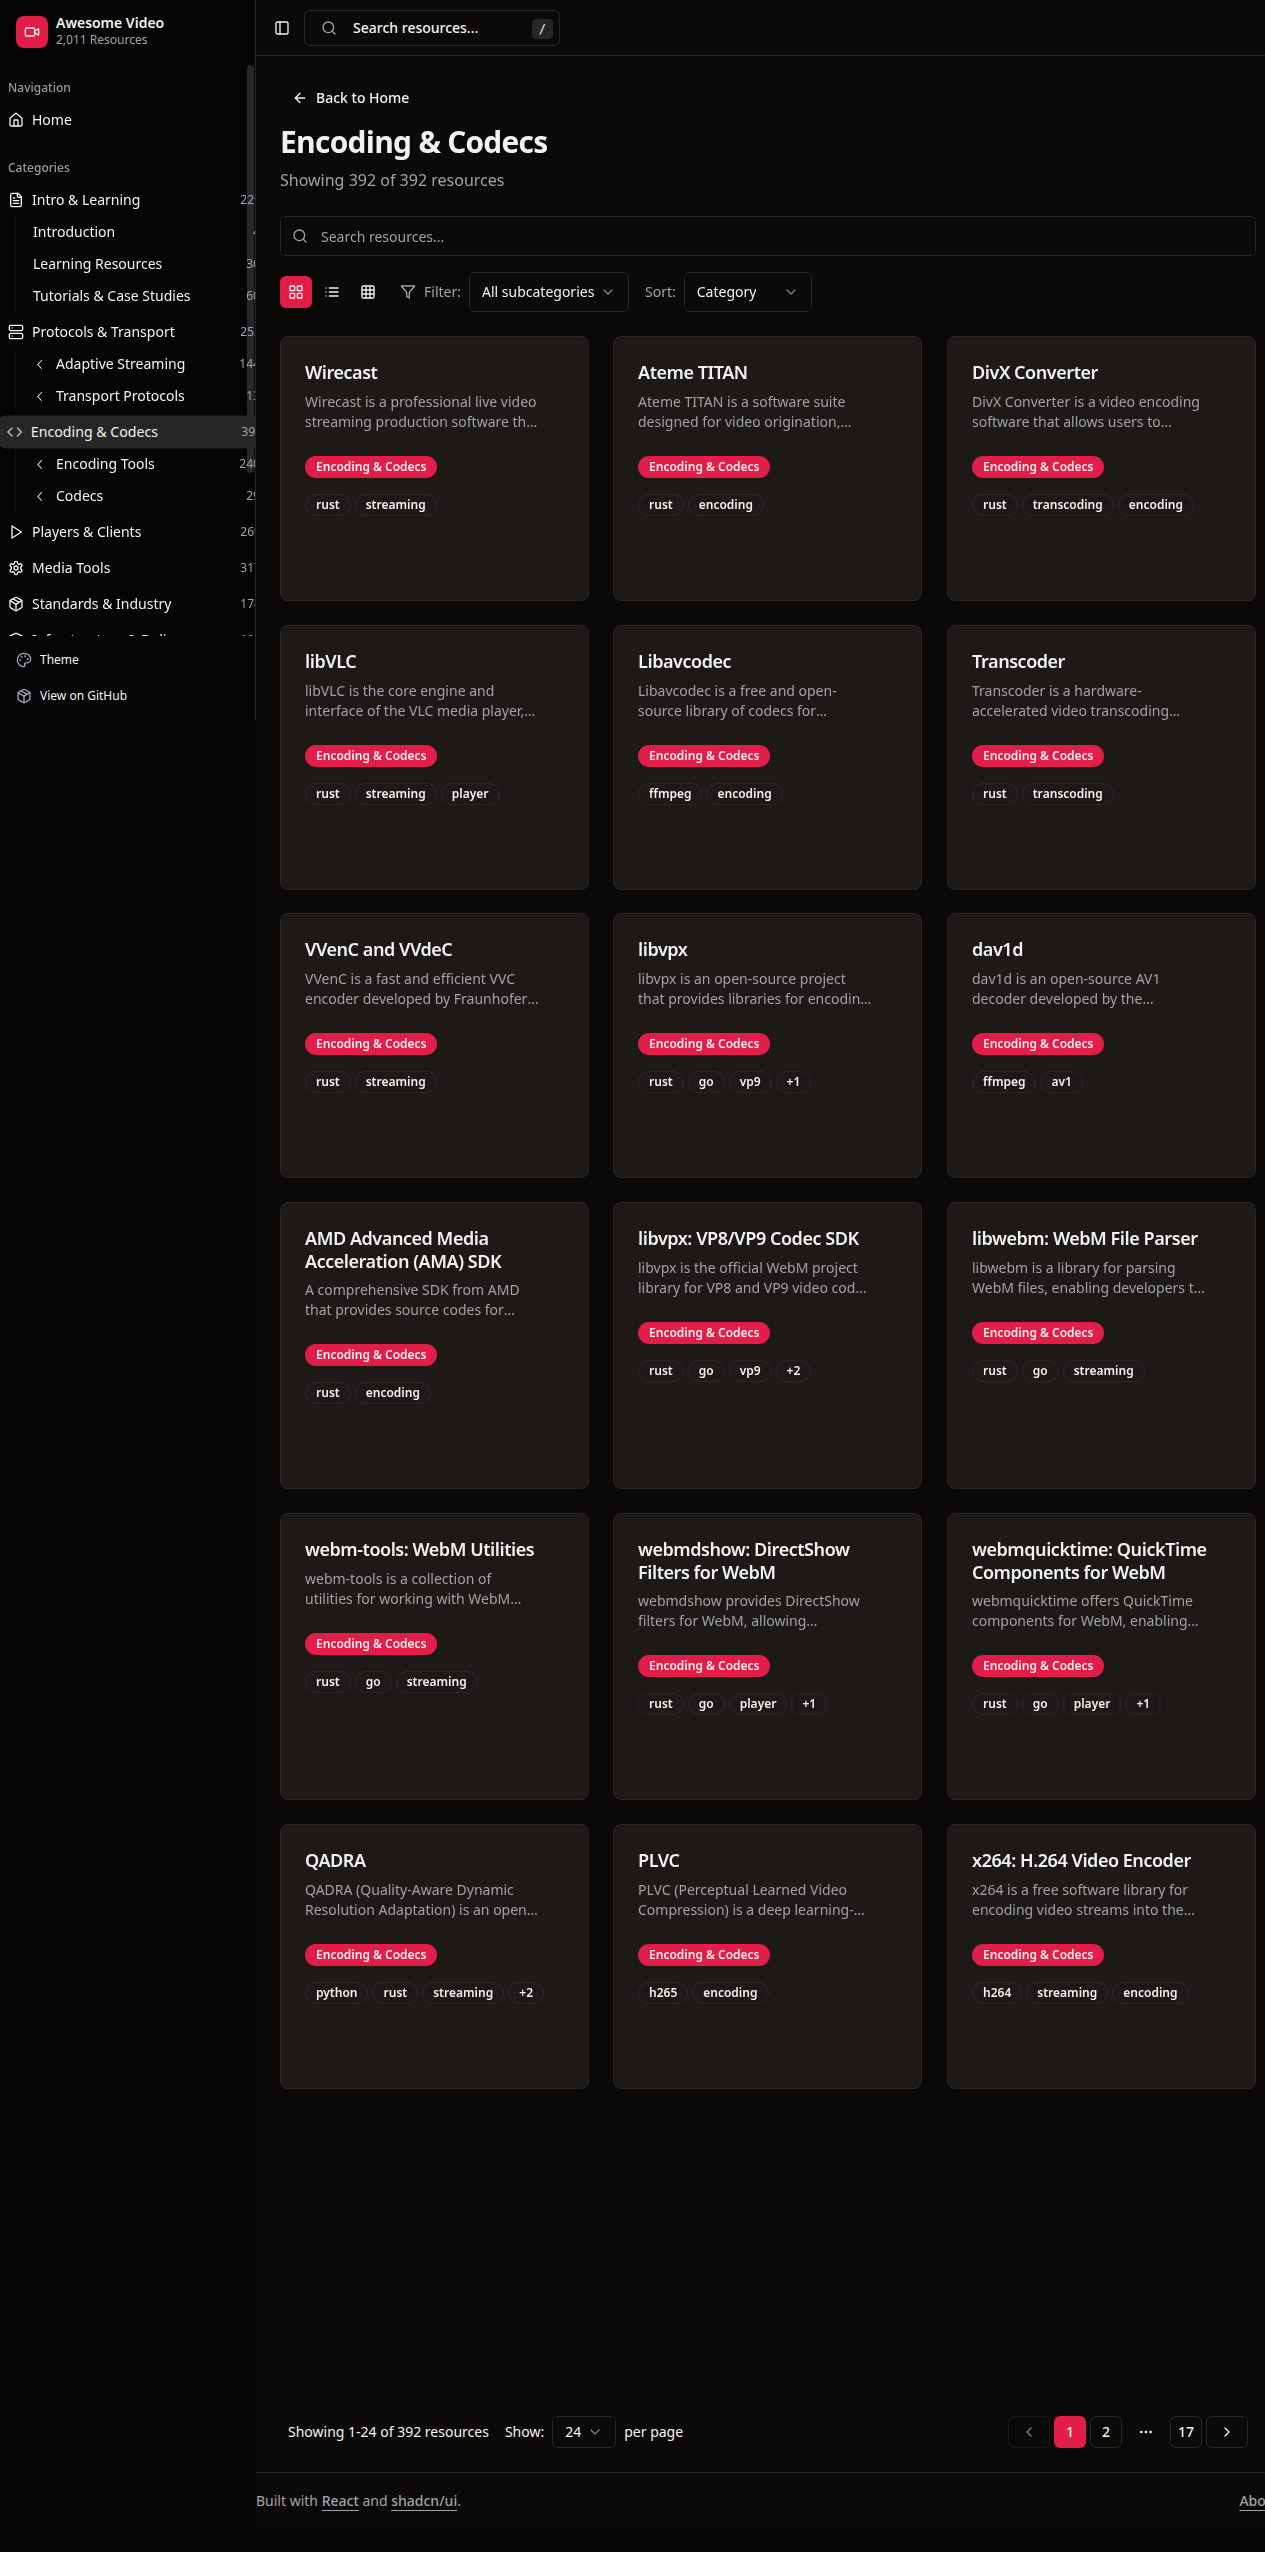 Awesome Video
2,011 Resources
Navigation
Home
Categories
Intro & Learning
Introduction
Learning Resources
Tutorials & Case Studies
Protocols & Transport
Adaptive Streaming
Transport Protocols
Encoding & Codecs
Encoding Tools
Codecs
Players & Clients
Media Tools
Standards & Industry
Theme
View on GitHub
Search resources... /
Back to Home
Encoding & Codecs
Showing 392 of 392 resources
Search resources...
Filter: All subcategories Sort: Category
Wirecast
Wirecast is a professional live video
streaming production software th...
Encoding & Codecs
rust streaming
Ateme TITAN
Ateme TITAN is a software suite
designed for video origination,...
Encoding & Codecs
rust encoding
DivX Converter
DivX Converter is a video encoding
software that allows users to...
Encoding & Codecs
rust transcoding encoding
libVLC
libVLC is the core engine and
interface of the VLC media player,...
Encoding & Codecs
rust streaming player
Libavcodec
Libavcodec is a free and open-
source library of codecs for...
Encoding & Codecs
ffmpeg encoding
Transcoder
Transcoder is a hardware-
accelerated video transcoding...
Encoding & Codecs
rust transcoding
VVenC and VVdeC
VVenC is a fast and efficient VVC
encoder developed by Fraunhofer...
Encoding & Codecs
rust streaming
libvpx
libvpx is an open-source project
that provides libraries for encodin...
Encoding & Codecs
rust go vp9 +1
dav1d
dav1d is an open-source AV1
decoder developed by the...
Encoding & Codecs
ffmpeg av1
AMD Advanced Media
Acceleration (AMA) SDK
A comprehensive SDK from AMD
that provides source codes for...
Encoding & Codecs
rust encoding
libvpx: VP8/VP9 Codec SDK
libvpx is the official WebM project
library for VP8 and VP9 video cod...
Encoding & Codecs
rust go vp9 +2
libwebm: WebM File Parser
libwebm is a library for parsing
WebM files, enabling developers t...
Encoding & Codecs
rust go streaming
webm-tools: WebM Utilities
webm-tools is a collection of
utilities for working with WebM...
Encoding & Codecs
rust go streaming
webmdshow: DirectShow
Filters for WebM
webmdshow provides DirectShow
filters for WebM, allowing...
Encoding & Codecs
rust go player +1
webmquicktime: QuickTime
Components for WebM
webmquicktime offers QuickTime
components for WebM, enabling...
Encoding & Codecs
rust go player +1
QADRA
QADRA (Quality-Aware Dynamic
Resolution Adaptation) is an open...
Encoding & Codecs
python rust streaming +2
PLVC
PLVC (Perceptual Learned Video
Compression) is a deep learning-...
Encoding & Codecs
h265 encoding
x264: H.264 Video Encoder
x264 is a free software library for
encoding video streams into the...
Encoding & Codecs
h264 streaming encoding
Showing 1-24 of 392 resources Show: 24 per page
1 2 ... 17
Built with React and shadcn/ui.